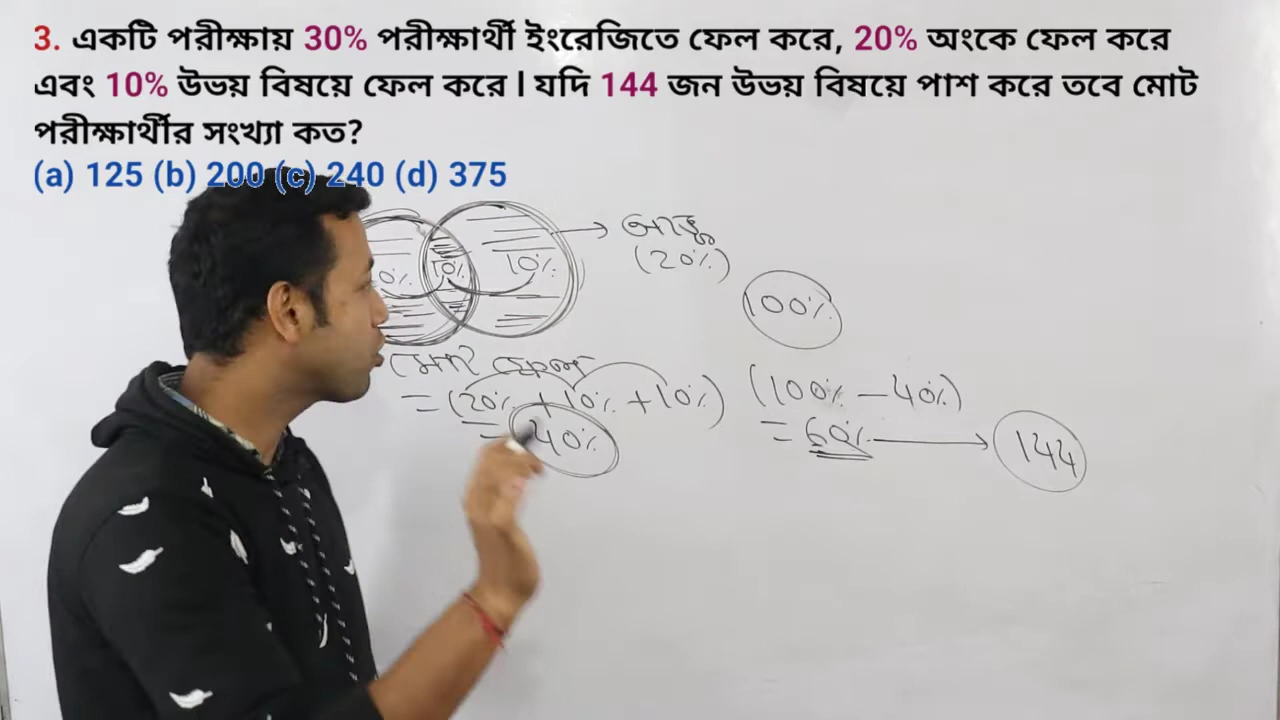 3. একটি পরীক্ষায় 30% পরীক্ষার্থী ইংরেজিতে ফেল করে, 20% অংকে ফেল করে
এবং 10% উভয় বিষয়ে ফেল করে । যদি 144 জন উভয় বিষয়ে পাশ করে তবে মোট
পরীক্ষার্থীর সংখ্যা কত?
(a) 125 (b) 200 (c) 240 (d) 375
0% 10% 10%
(20%)
100%
মোট ফেল
= (20% + 10% + 10%)
= 40%
(100% - 40%)
= 60% → 144